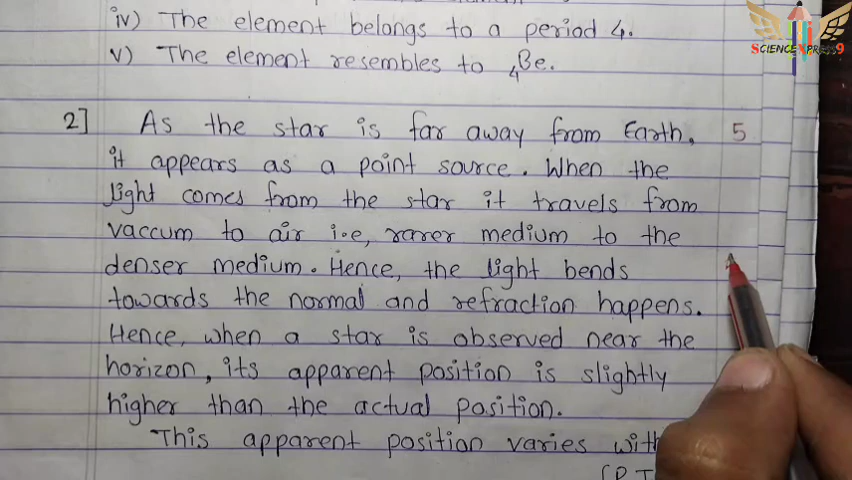 iv) The element belongs to a period 4.
v) The element resembles to 4Be.
2] As the star is far away from Earth, 5
it appears as a point source. When the
light comes from the star it travels from
vaccum to air i.e, rarer medium to the
denser medium. Hence, the light bends
towards the normal and refraction happens.
Hence, when a star is observed near the
horizon, its apparent position is slightly
higher than the actual position.
This apparent position varies with
(P.T
SCIENCEXPRESS9